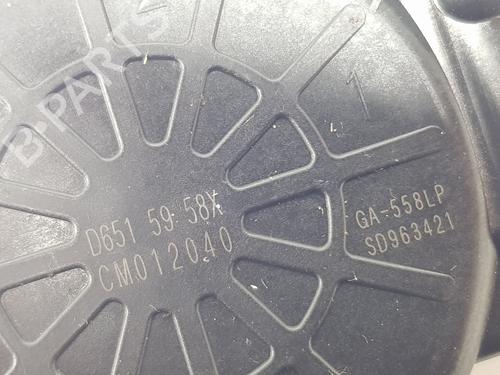 B-PARTS
1
D651 59 58X
CM012040
GA-558LP
SD963421